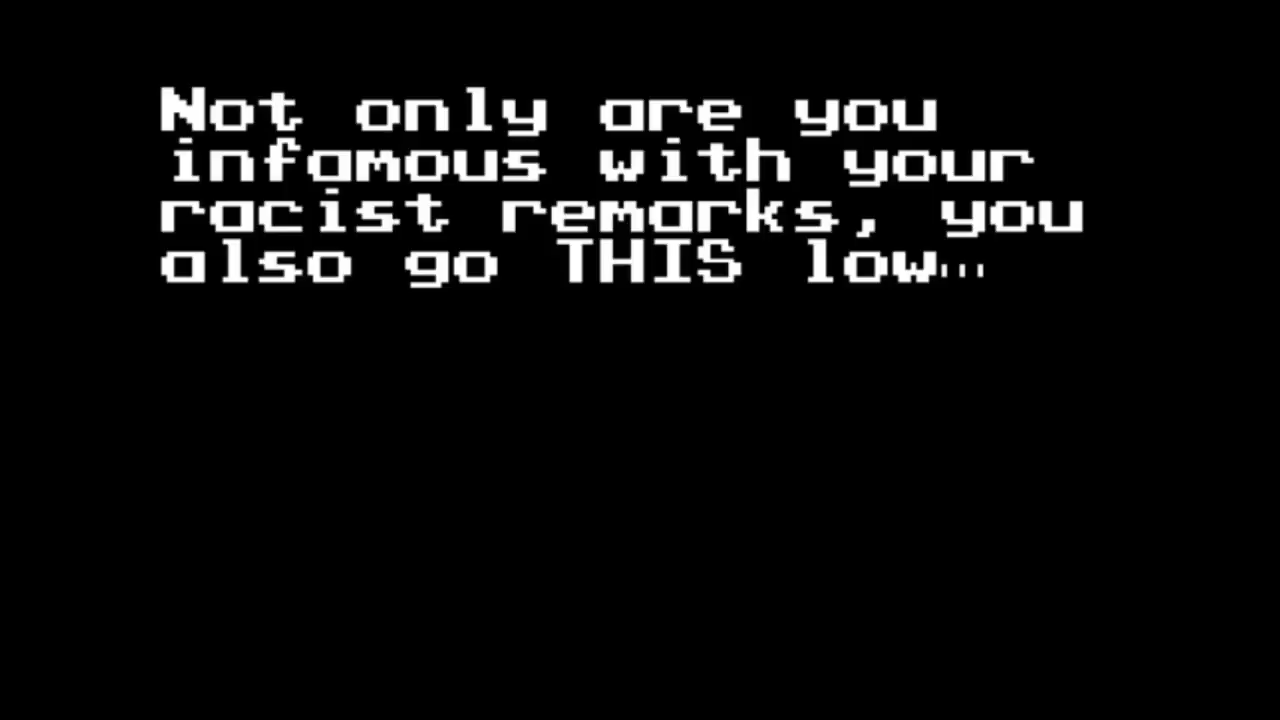 Not only are you
infamous with your
racist remarks, you
also go THIS low...